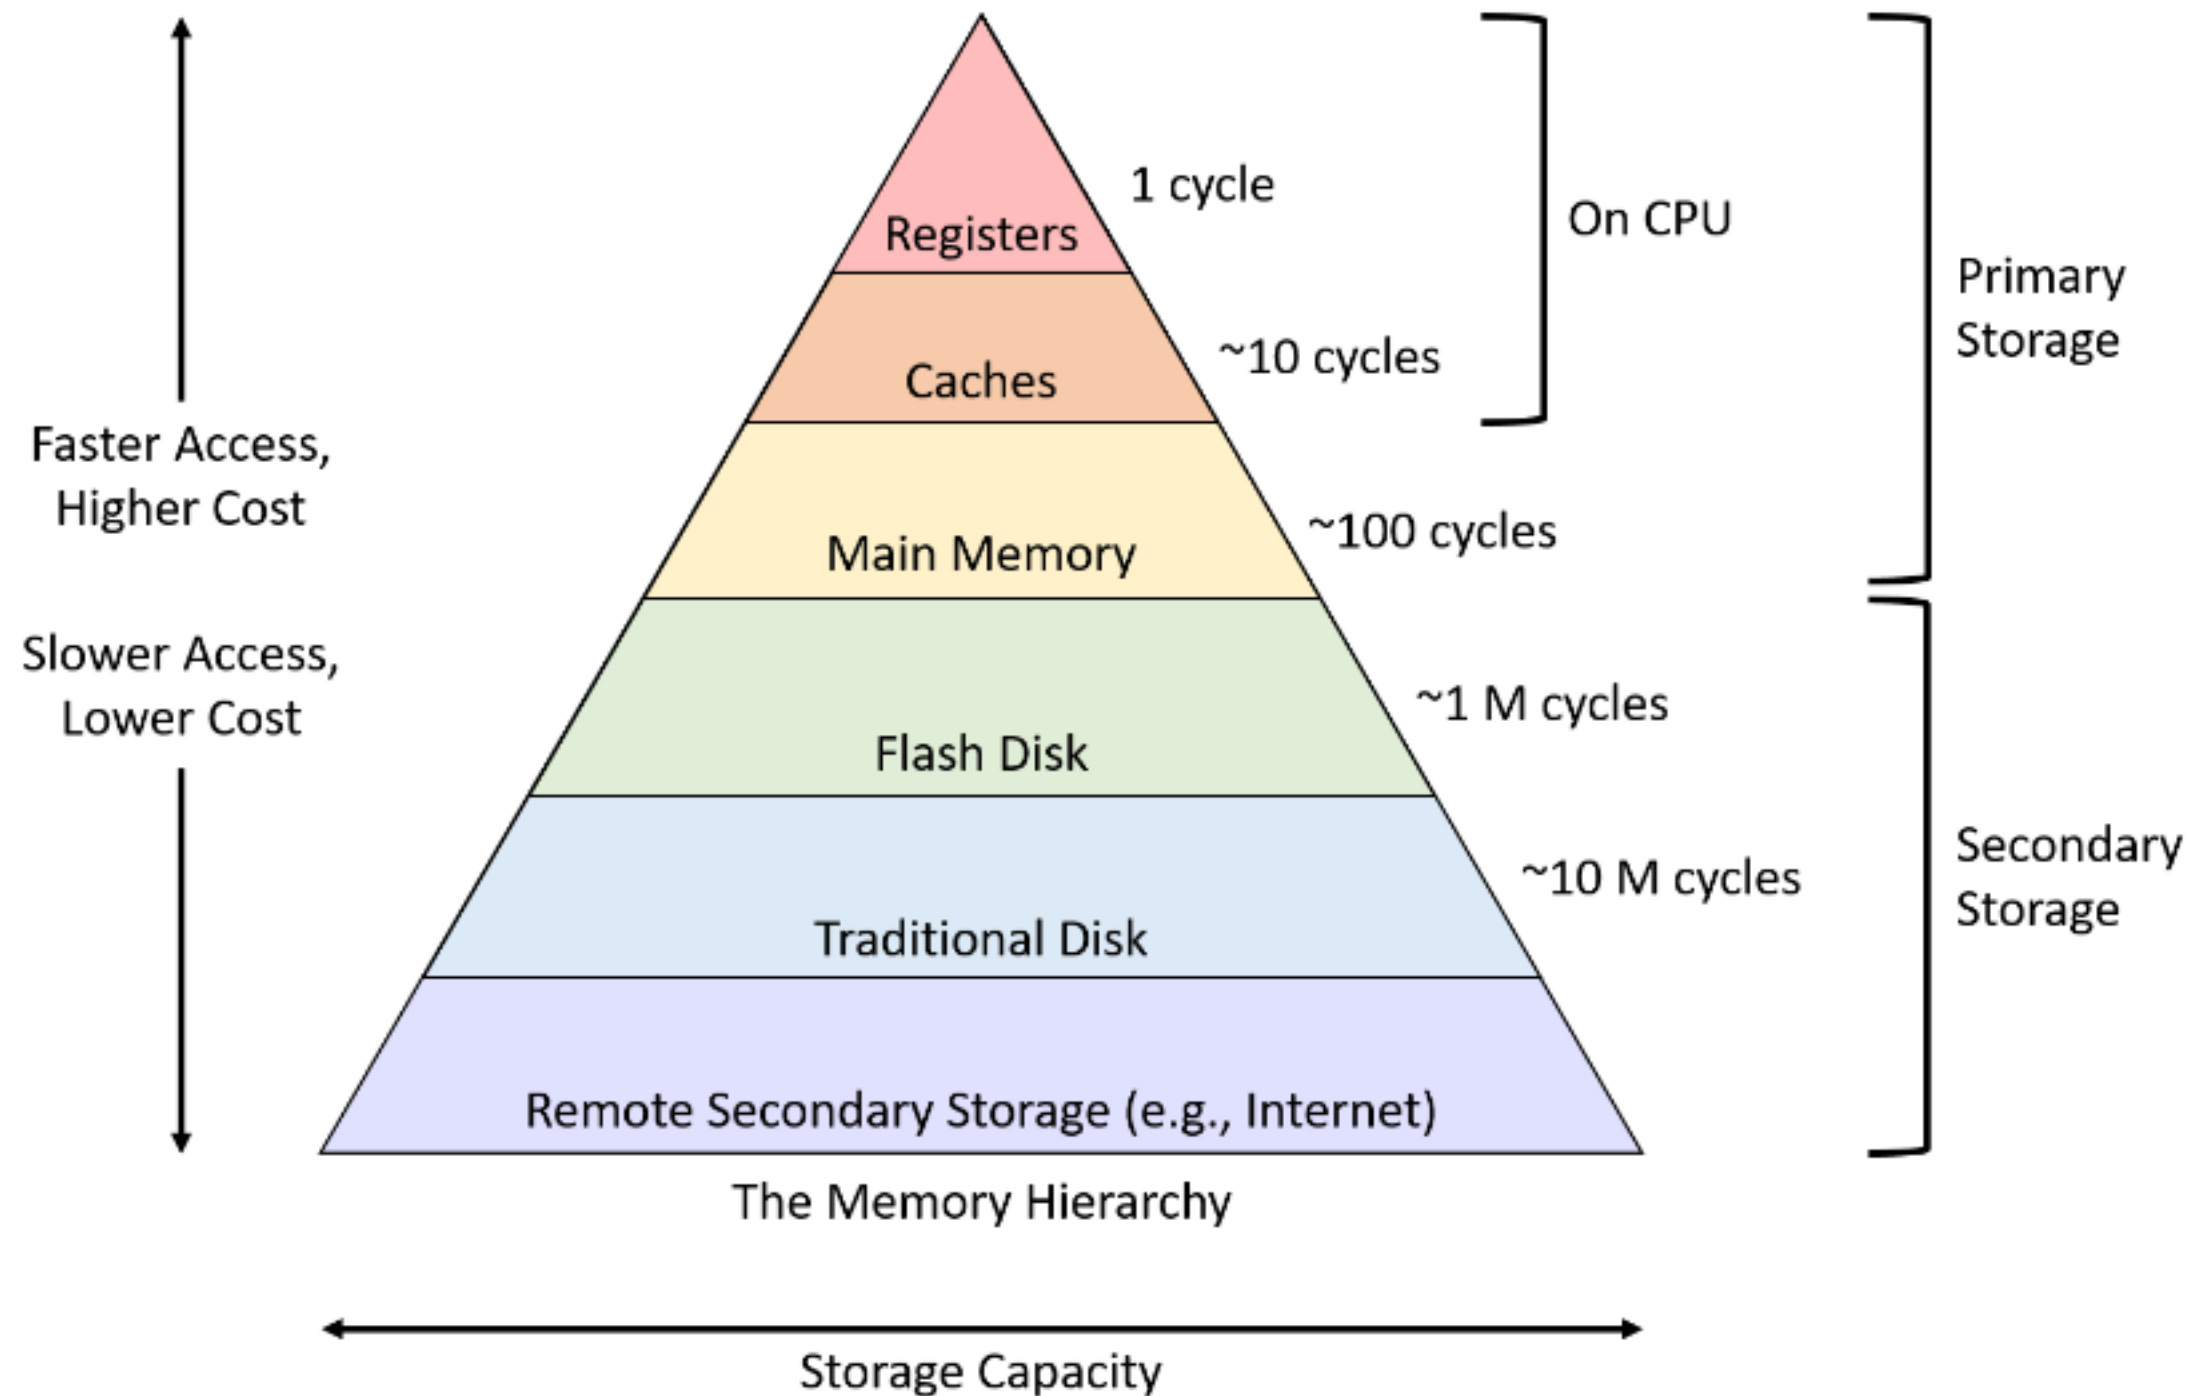 1 cycle
On CPU
Registers
Primary
Storage
~10 cycles
Caches
Faster Access,
Higher Cost
~100 cycles
Main Memory
Slower Access,
Lower Cost
~1 M cycles
Flash Disk
Secondary
Storage
~10 M cycles
Traditional Disk
Remote Secondary Storage (e.g., Internet)
The Memory Hierarchy
Storage Capacity